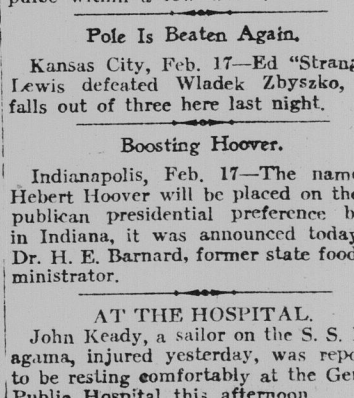 Pole Is Beaten Again.
Kansas City, Feb. 17—Ed "Strang
Lewis defeated Wladek Zbyszko,
falls out of three here last night.
Boosting Hoover.
Indianapolis, Feb. 17—The name
Hebert Hoover will be placed on the
publican presidential preference b
in Indiana, it was announced today
Dr. H. E. Barnard, former state food
ministrator.
AT THE HOSPITAL.
John Keady, a sailor on the S. S.
agama, injured yesterday, was repo
to be resting comfortably at the Ge
Public Hospital this afternoon